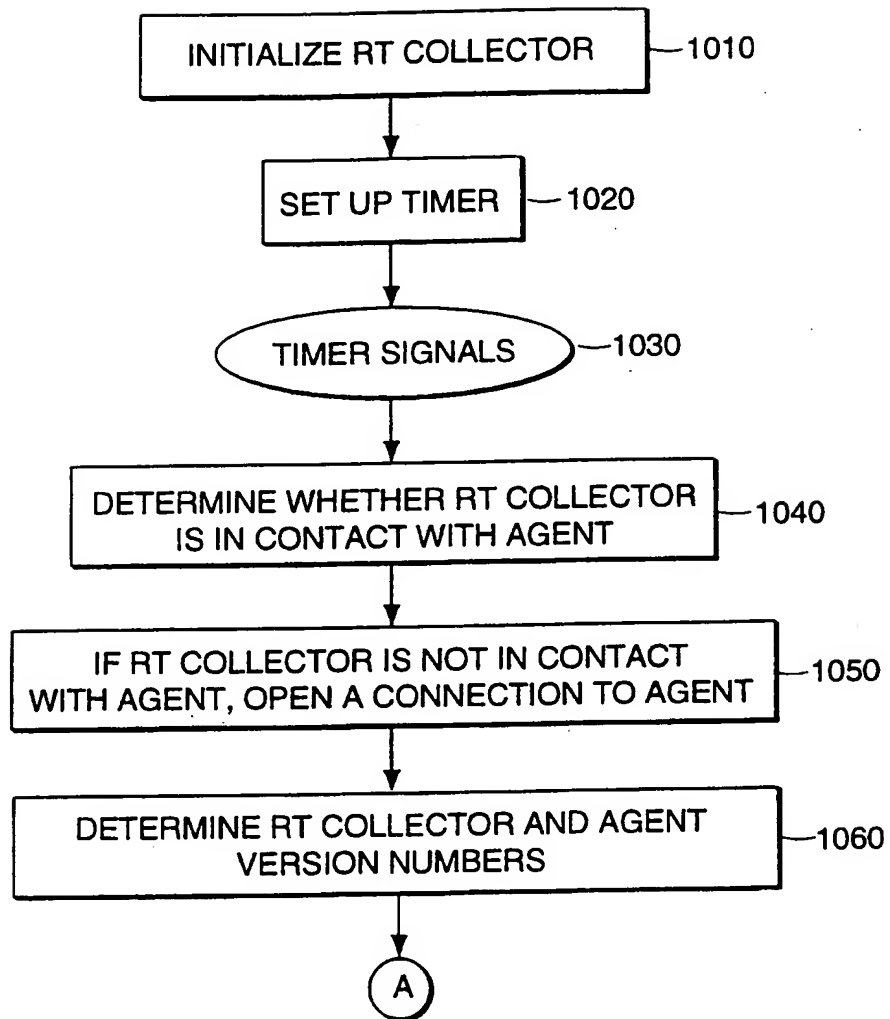 INITIALIZE RT COLLECTOR 1010
SET UP TIMER 1020
TIMER SIGNALS 1030
DETERMINE WHETHER RT COLLECTOR
IS IN CONTACT WITH AGENT 1040
IF RT COLLECTOR IS NOT IN CONTACT
WITH AGENT, OPEN A CONNECTION TO AGENT 1050
DETERMINE RT COLLECTOR AND AGENT
VERSION NUMBERS 1060
A